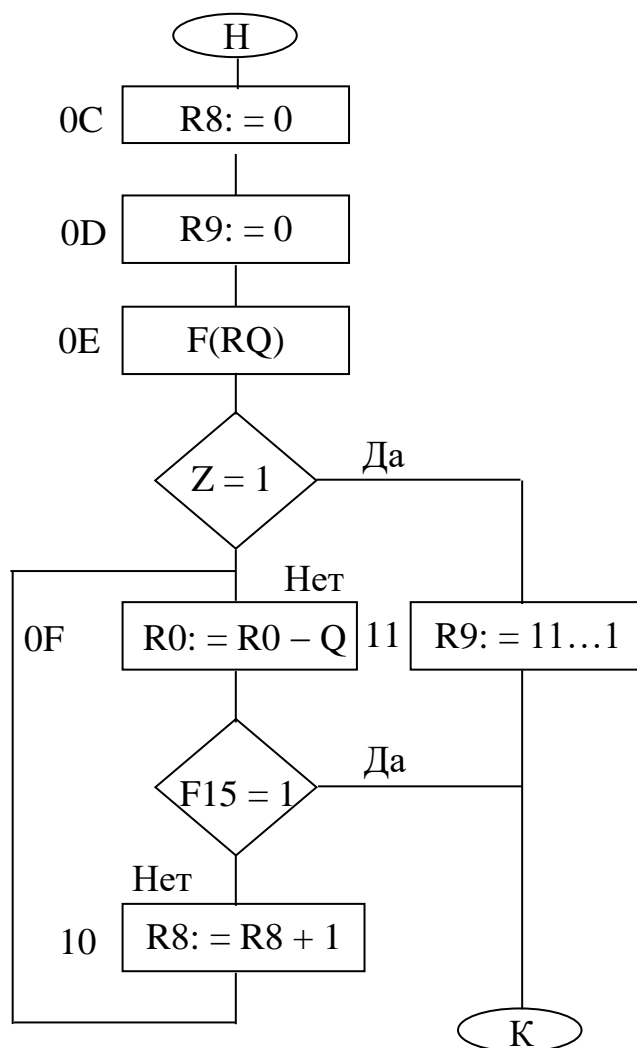 Н
0C R8: = 0
0D R9: = 0
0E F(RQ)
Z = 1
Да
Нет
0F R0: = R0 – Q
11 R9: = 11…1
F15 = 1
Да
Нет
10 R8: = R8 + 1
К